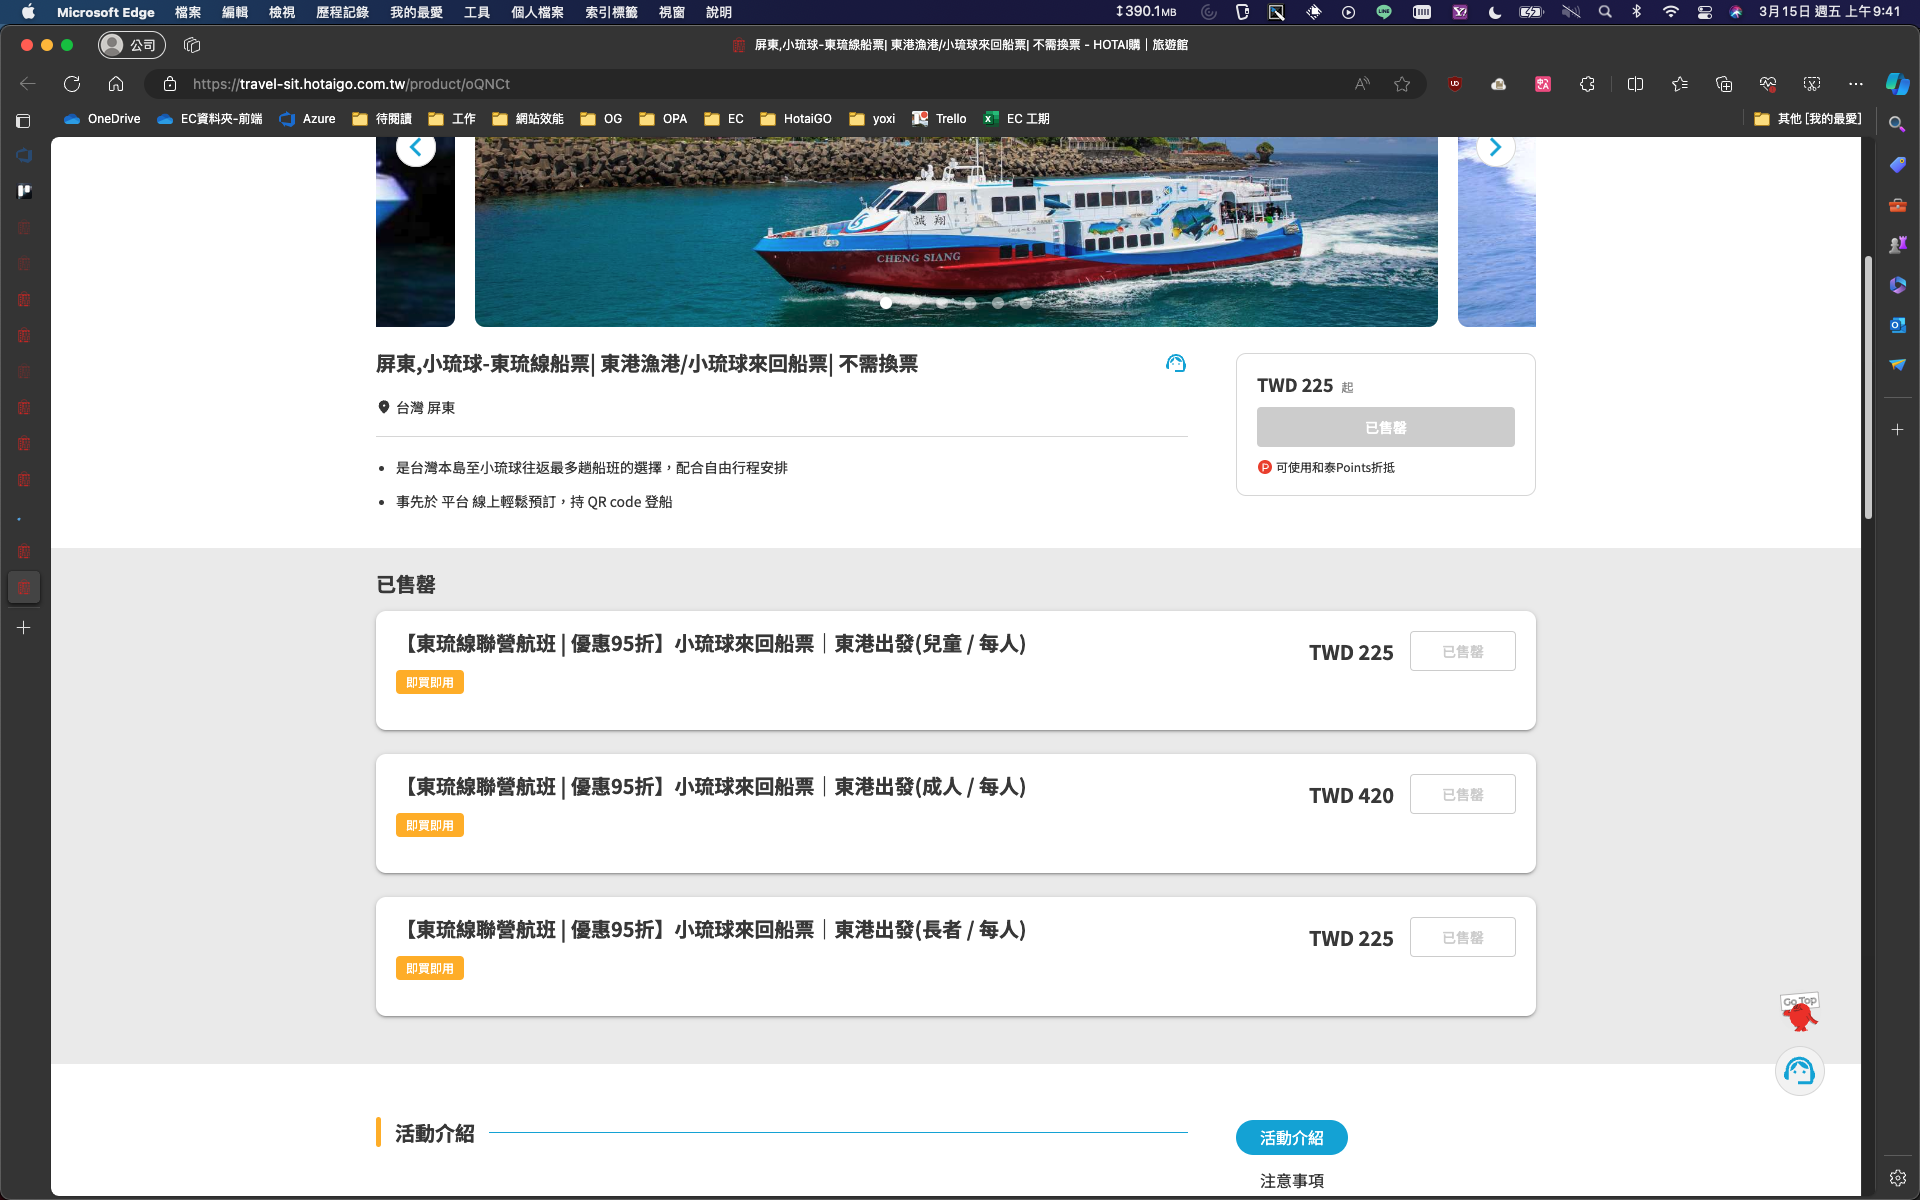 Microsoft Edge 檔案 編輯 檢視 歷程記錄 我的最愛 工具 個人檔案 索引標籤 視窗 說明 390.1MB 3月15日 週五 上午9:41
公司 屏東,小琉球-東琉線船票| 東港漁港/小琉球來回船票| 不需換票 - HOTAI購｜旅遊館
https://travel-sit.hotaigo.com.tw/product/oQNCt
OneDrive EC資料夾-前端 Azure 待閱讀 工作 網站效能 OG OPA EC HotaiGO yoxi Trello EC 工期 其他 [我的最愛]
誠翔
CHENG SIANG
屏東,小琉球-東琉線船票| 東港漁港/小琉球來回船票| 不需換票
台灣 屏東
TWD 225 起
已售罄
可使用和泰Points折抵
是台灣本島至小琉球往返最多趟船班的選擇，配合自由行程安排
事先於 平台 線上輕鬆預訂，持 QR code 登船
已售罄
【東琉線聯營航班 | 優惠95折】小琉球來回船票｜東港出發(兒童 / 每人)
TWD 225 已售罄
即買即用
【東琉線聯營航班 | 優惠95折】小琉球來回船票｜東港出發(成人 / 每人)
TWD 420 已售罄
即買即用
【東琉線聯營航班 | 優惠95折】小琉球來回船票｜東港出發(長者 / 每人)
TWD 225 已售罄
即買即用
Go Top
活動介紹
活動介紹
注意事項